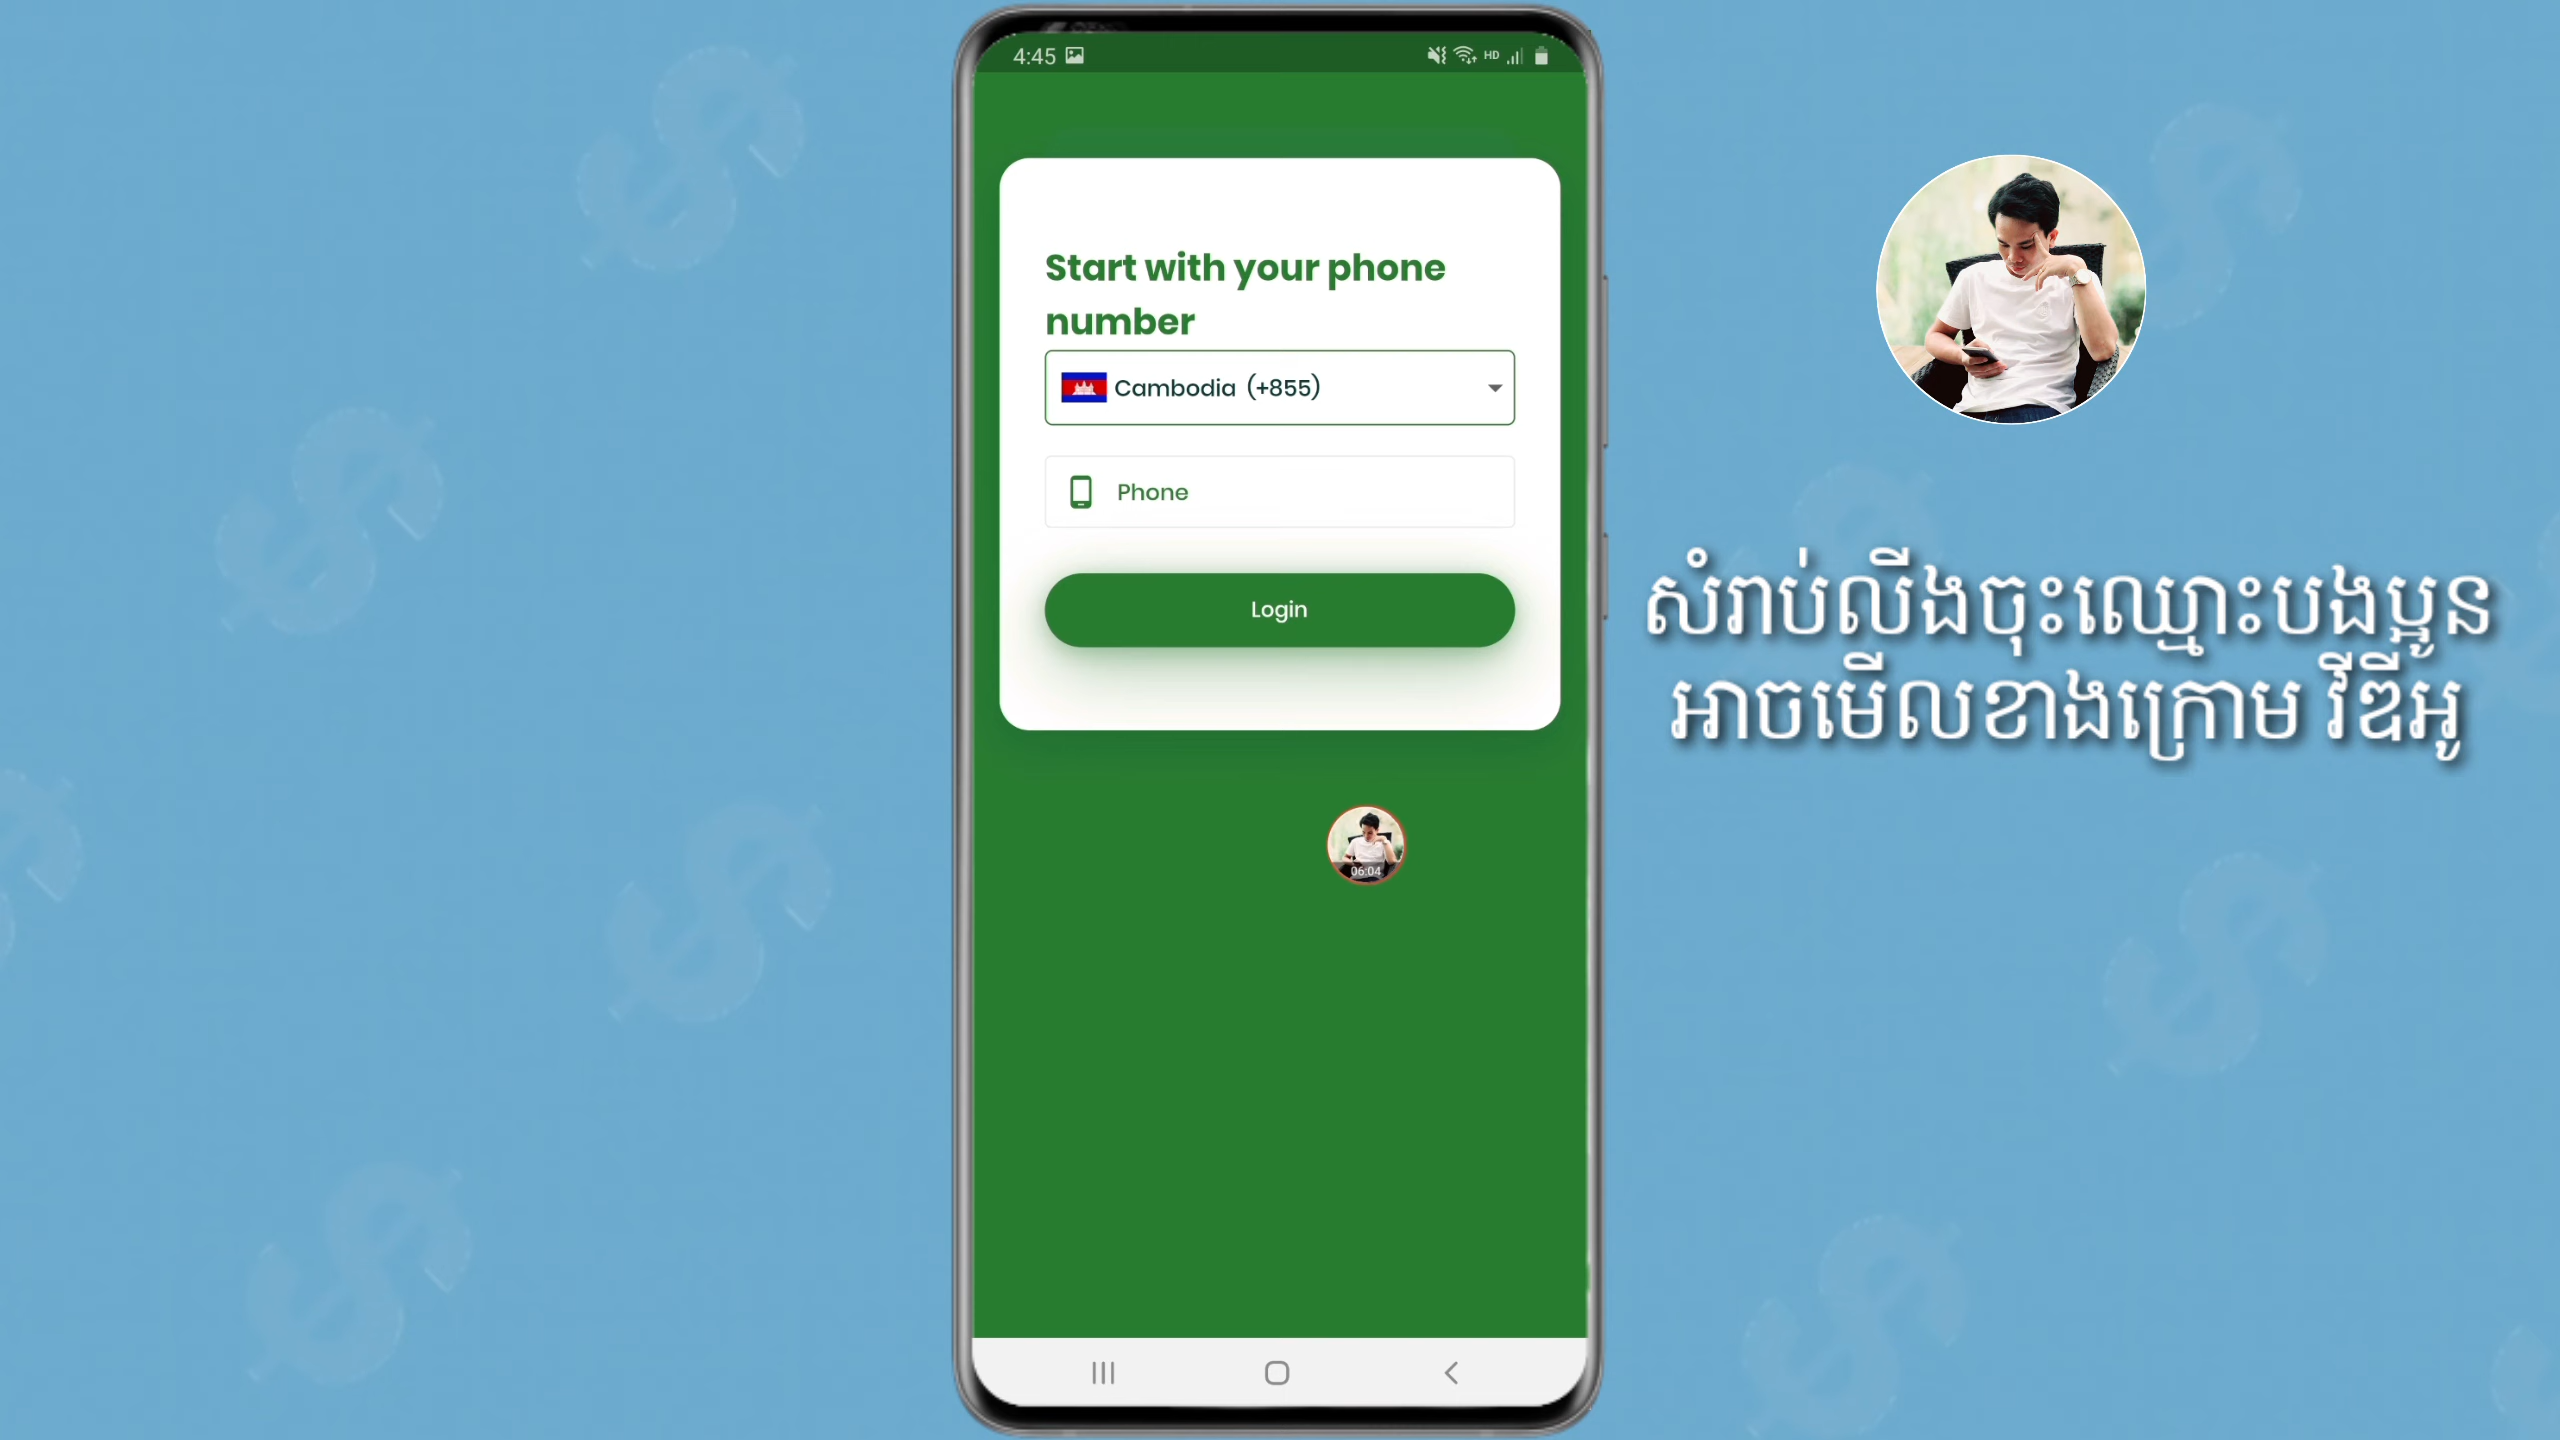 4:45
HD
Start with your phone
number
Cambodia (+855)
Phone
Login
06:04
សំរាប់លីងចុះឈ្មោះបងប្អូន
អាចមើលខាងក្រោម វីឌីអូ